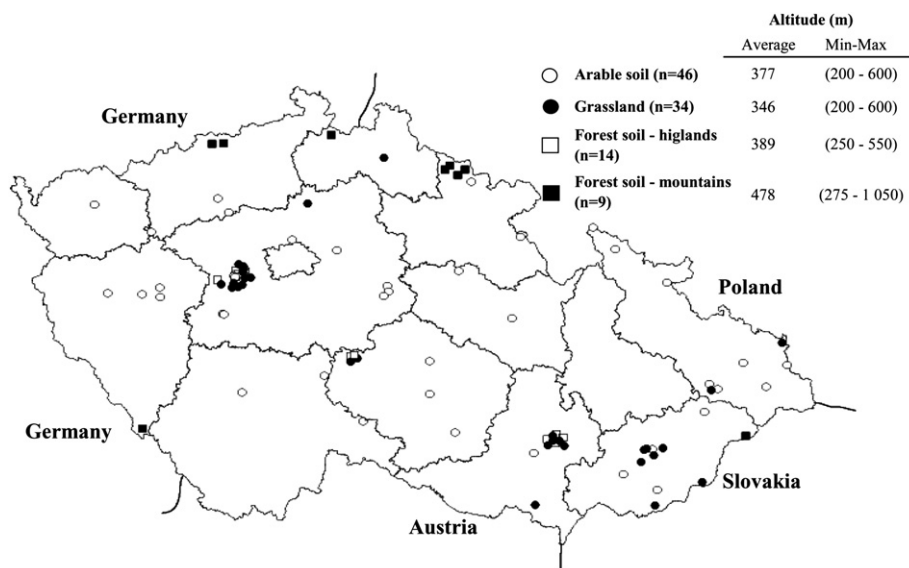 Altitude (m)
Average Min-Max
Arable soil (n=46) 377 (200 - 600)
Grassland (n=34) 346 (200 - 600)
Forest soil - higlands
(n=14) 389 (250 - 550)
Forest soil - mountains
(n=9) 478 (275 - 1 050)
Germany
Poland
Germany
Slovakia
Austria